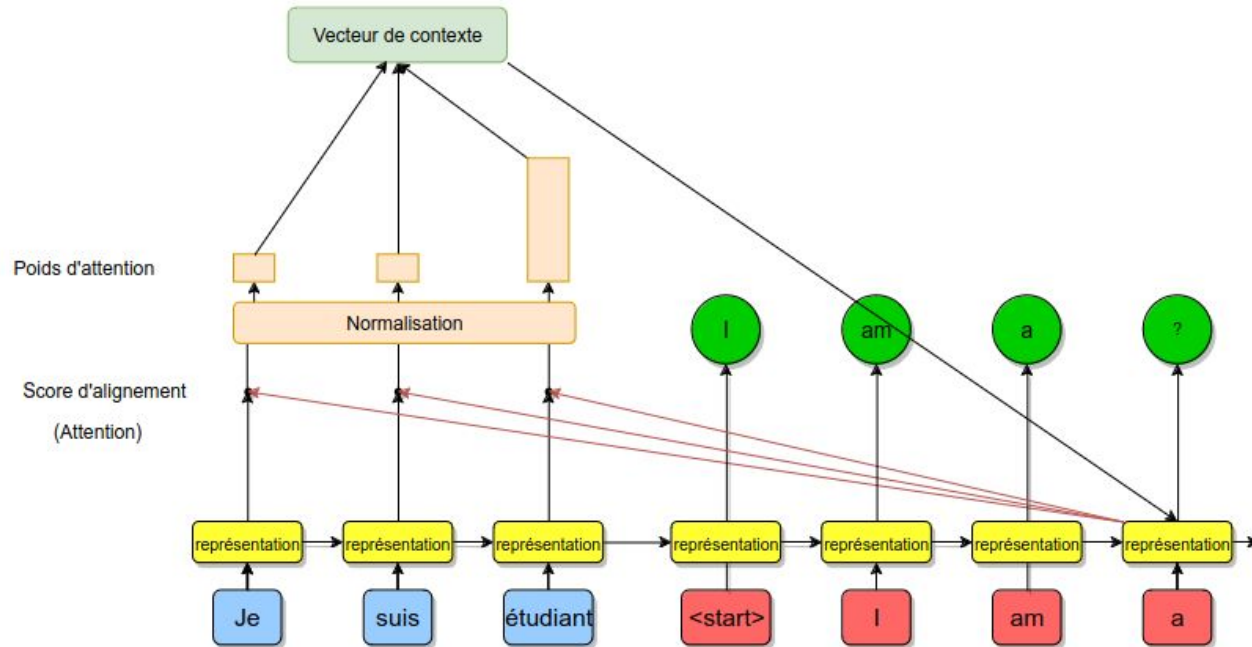 Vecteur de contexte
Poids d'attention
Normalisation
I
am
a
?
Score d'alignement
(Attention)
représentation
représentation
représentation
représentation
représentation
représentation
représentation
Je
suis
étudiant
<start>
I
am
a